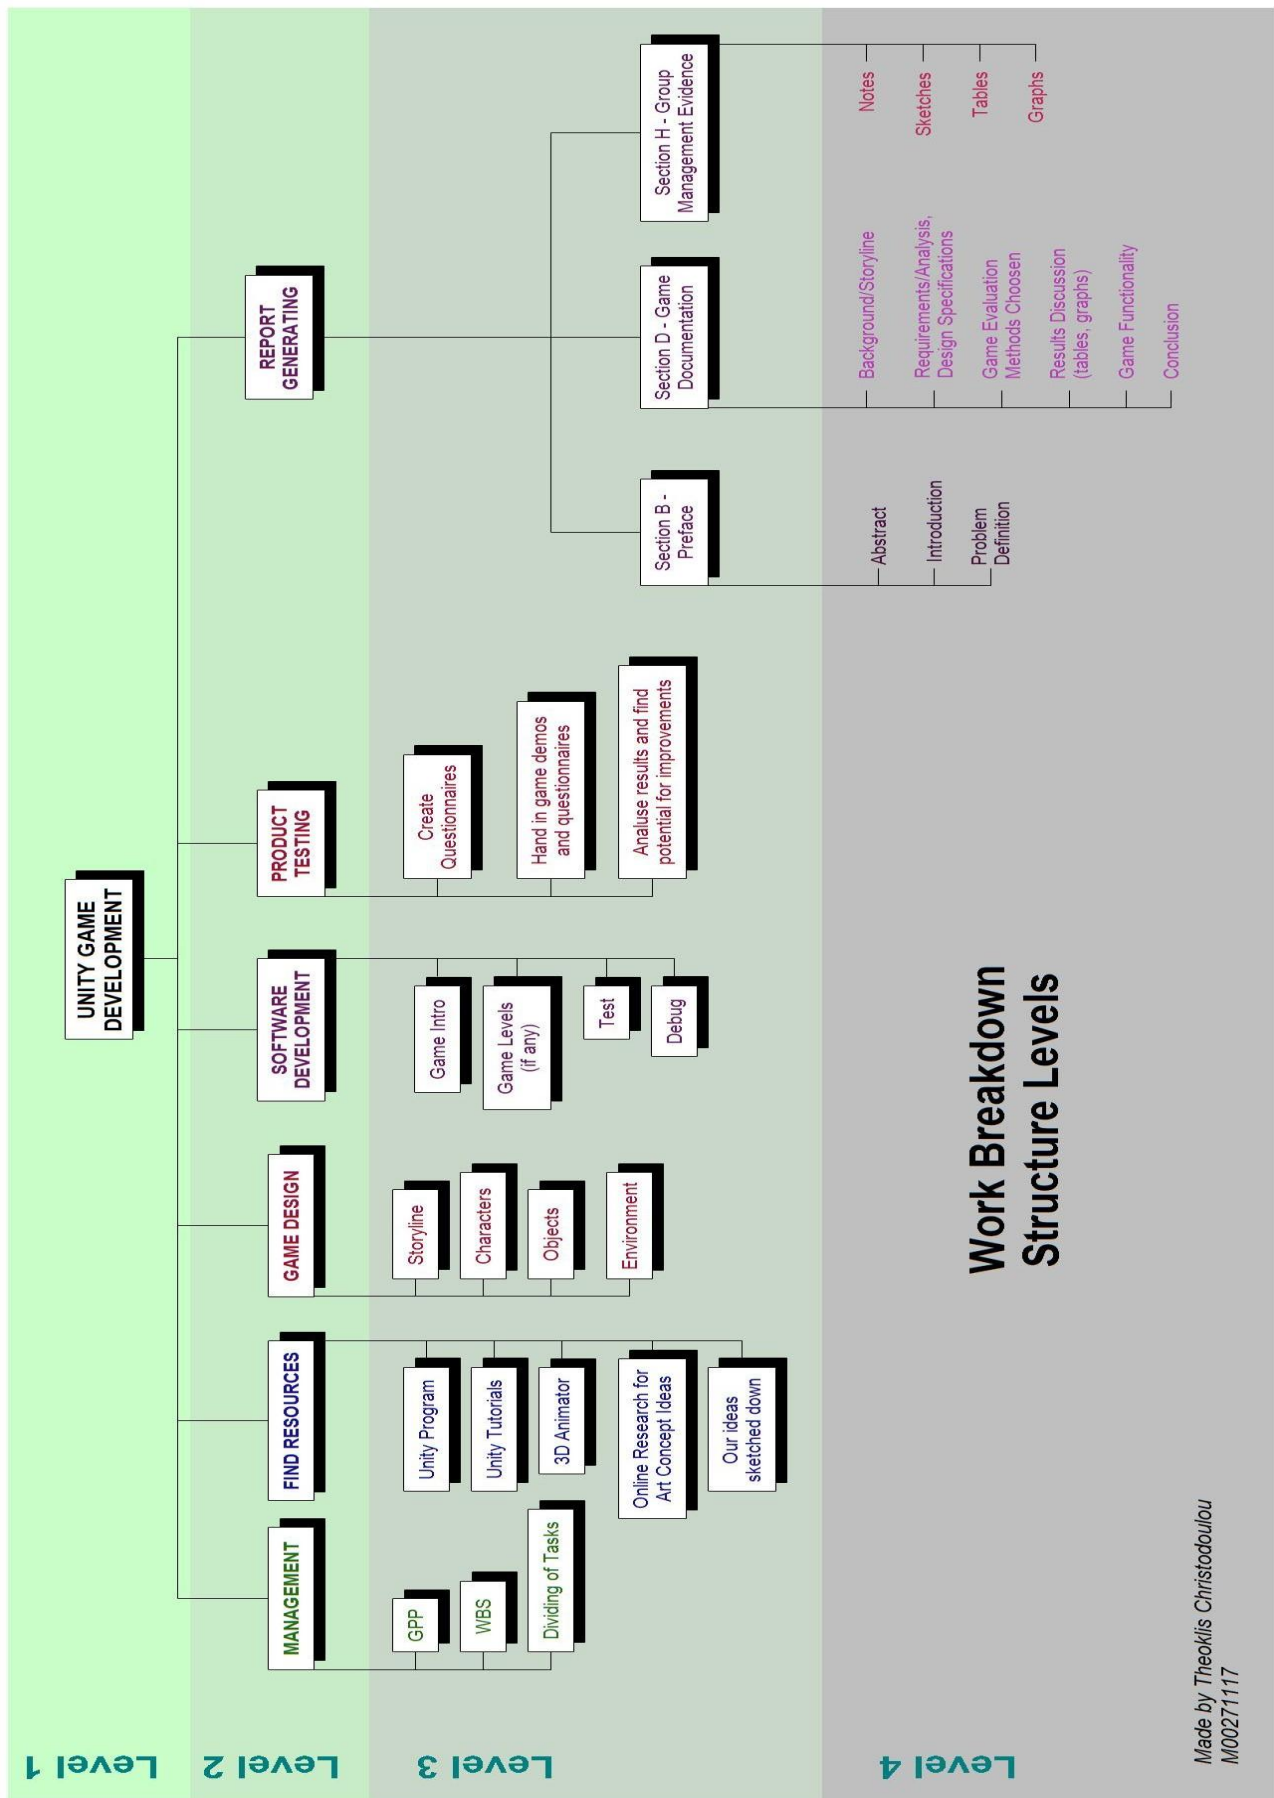 Level 1
UNITY GAME
DEVELOPMENT
Level 2
MANAGEMENT
FIND RESOURCES
GAME DESIGN
SOFTWARE
DEVELOPMENT
PRODUCT
TESTING
REPORT
GENERATING
Level 3
GPP
WBS
Dividing of Tasks
Unity Program
Unity Tutorials
3D Animator
Online Research for
Art Concept Ideas
Our ideas
sketched down
Storyline
Characters
Objects
Environment
Game Intro
Game Levels
(if any)
Test
Debug
Create
Questionnaires
Hand in game demos
and questionnaires
Analuse results and find
potential for improvements
Section B -
Preface
Section D - Game
Documentation
Section H - Group
Management Evidence
Level 4
Abstract
Introduction
Problem
Definition
Background/Storyline
Requirements/Analysis,
Design Specifications
Game Evaluation
Methods Choosen
Results Discussion
(tables, graphs)
Game Functionality
Conclusion
Notes
Sketches
Tables
Graphs
Work Breakdown
Structure Levels
Made by Theoklis Christodoulou
M00271117